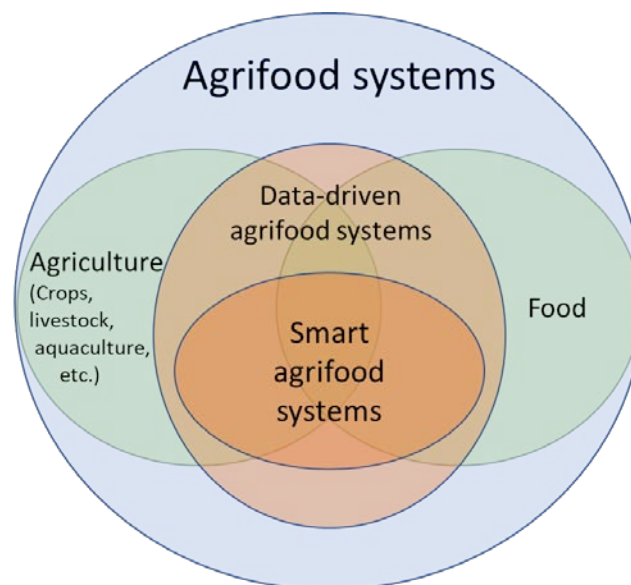 Agrifood systems
Data-driven
agrifood systems
Agriculture
(Crops,
livestock,
aquaculture,
etc.)
Food
Smart
agrifood
systems